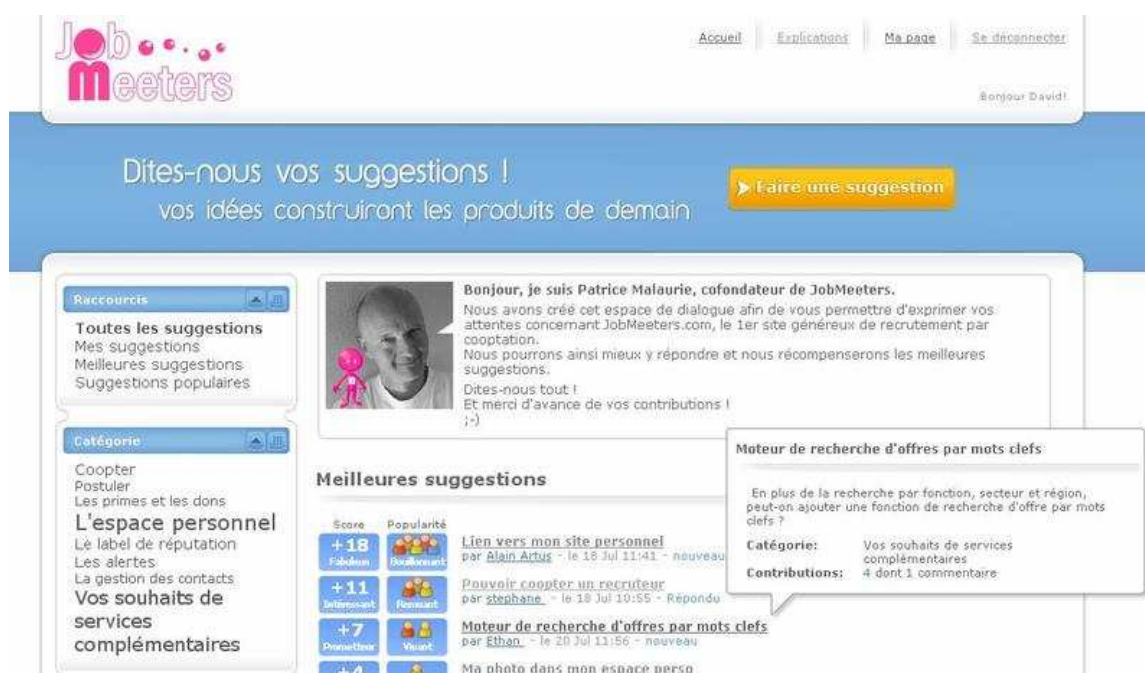 Job
Meeters
Accueil
Explications
Ma page
Se déconnecter
Bonjour David!
Dites-nous vos suggestions !
vos idées construiront les produits de demain
Faire une suggestion
Raccourcis
Toutes les suggestions
Mes suggestions
Meilleures suggestions
Suggestions populaires
Catégorie
Coopter
Postuler
Les primes et les dons
L'espace personnel
Le label de réputation
Les alertes
La gestion des contacts
Vos souhaits de
services
complémentaires
Bonjour, je suis Patrice Malaurie, cofondateur de JobMeeters.
Nous avons créé cet espace de dialogue afin de vous permettre d'exprimer vos
attentes concernant JobMeeters.com, le 1er site généreux de recrutement par
cooptation.
Nous pourrons ainsi mieux y répondre et nous récompenserons les meilleures
suggestions.
Dites-nous tout !
Et merci d'avance de vos contributions !
;-)
Meilleures suggestions
Score Popularité
+18
Fabuleux Bouillonnant
Lien vers mon site personnel
par Alain Artus - le 18 Jul 11:41 - nouveau
+11
Intéressant Remuant
Pouvoir coopter un recruteur
par stephane - le 18 Jul 10:55 - Répondu
+7
Prometteur Vivant
Moteur de recherche d'offres par mots clefs
par Ethan - le 20 Jul 11:56 - nouveau
+4
Ma photo dans mon espace perso
Moteur de recherche d'offres par mots clefs
En plus de la recherche par fonction, secteur et région,
peut-on ajouter une fonction de recherche d'offre par mots
clefs ?
Catégorie: Vos souhaits de services
complémentaires
Contributions: 4 dont 1 commentaire